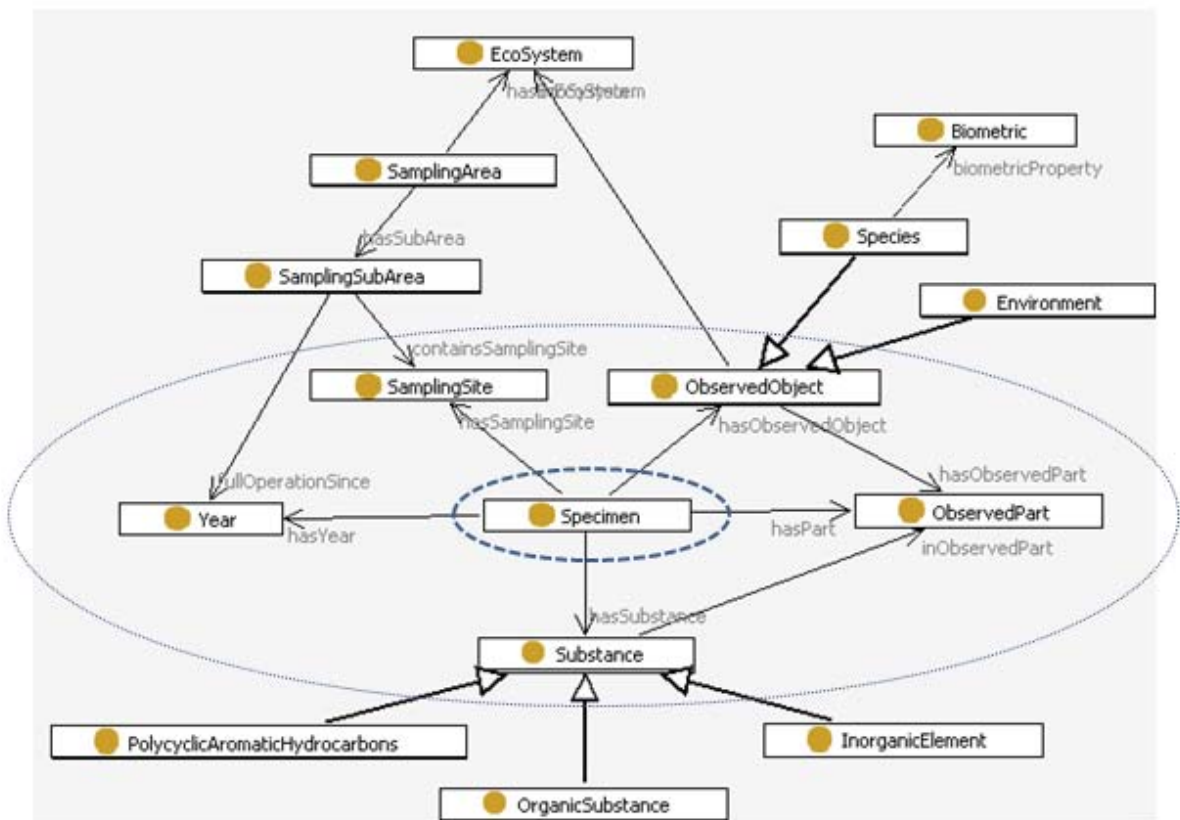 EcoSystem
Biometric
biometricProperty
SamplingArea
Species
hasSubArea
SamplingSubArea
Environment
containsSamplingSite
SamplingSite
ObservedObject
hasSamplingSite
hasObservedObject
hasObservedPart
fullOperationSince
Year
Specimen
ObservedPart
hasYear
hasPart
inObservedPart
hasSubstance
Substance
PolycyclicAromaticHydrocarbons
InorganicElement
OrganicSubstance